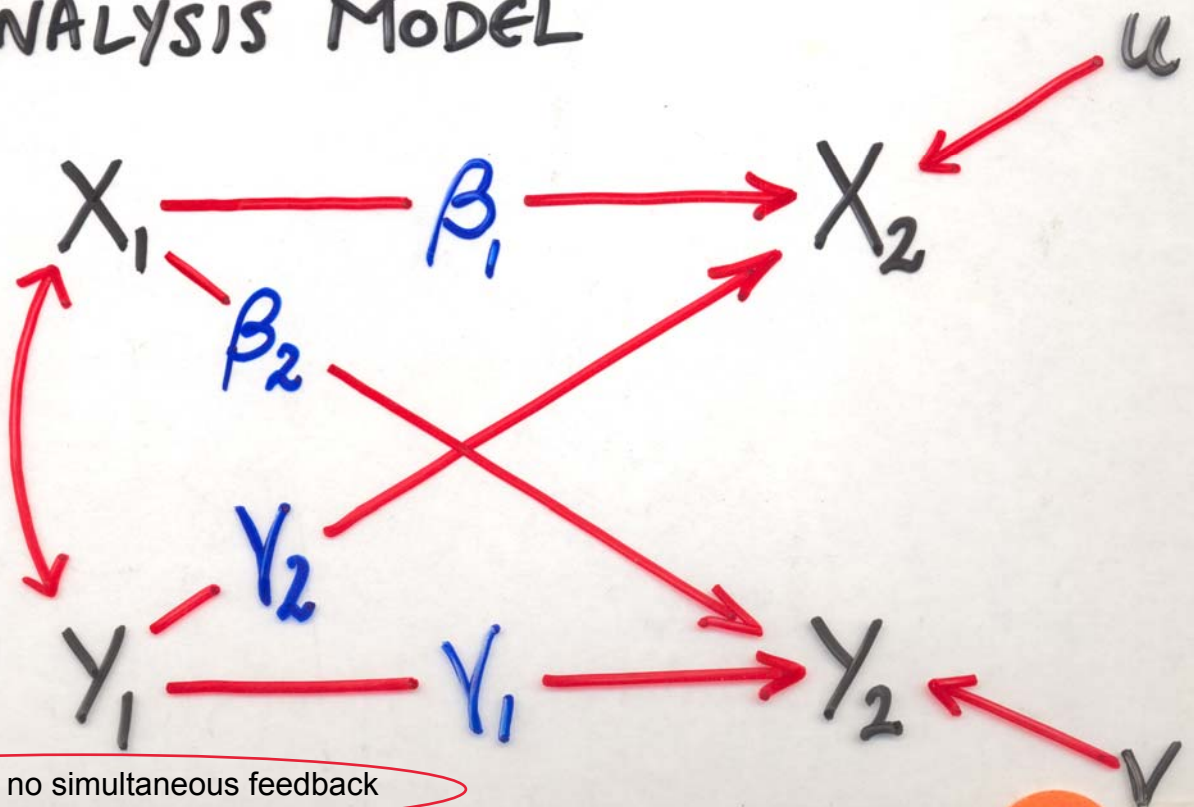 NALYSIS MODEL
u
X₁ β₁ X₂
β₂
γ₂
Y₁ γ₁ Y₂
v
no simultaneous feedback